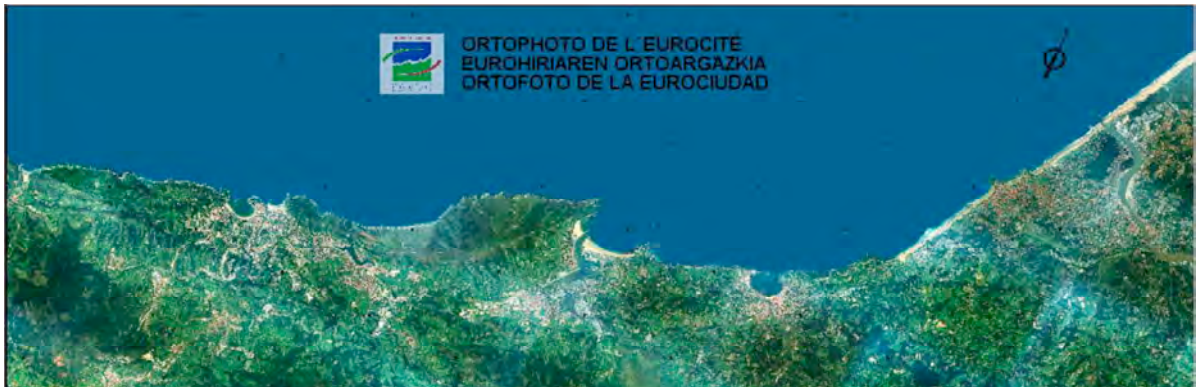 ORTOPHOTO DE L´EUROCITÉ
EUROHIRIAREN ORTOARGAZKIA
ORTOFOTO DE LA EUROCIUDAD